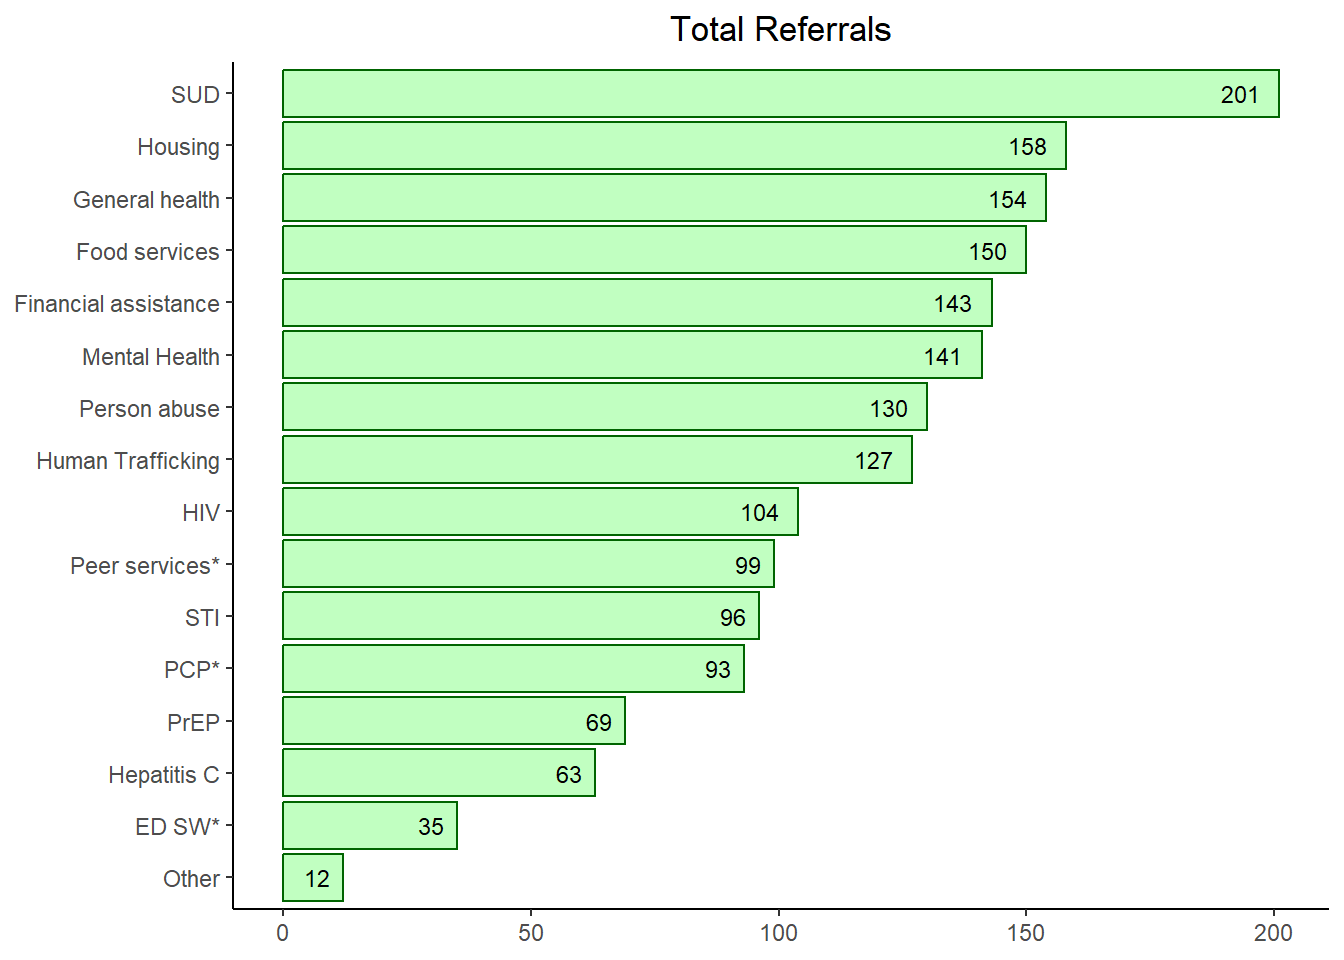 Total Referrals
SUD 201
Housing 158
General health 154
Food services 150
Financial assistance 143
Mental Health 141
Person abuse 130
Human Trafficking 127
HIV 104
Peer services* 99
STI 96
PCP* 93
PrEP 69
Hepatitis C 63
ED SW* 35
Other 12
0 50 100 150 200